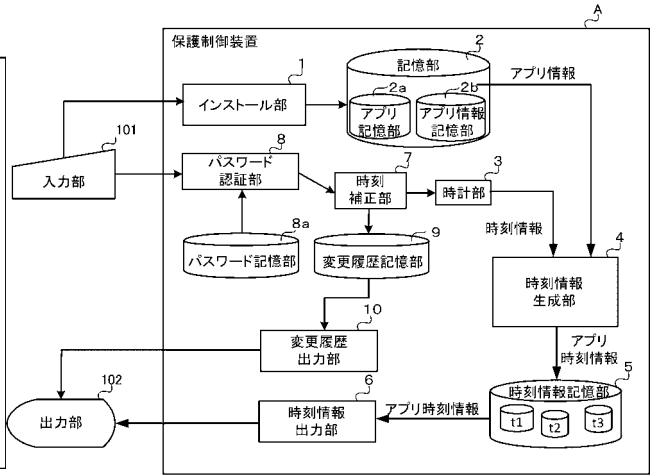 A
保護制御装置
1
インストール部
2
記憶部
2a
アプリ
記憶部
2b
アプリ情報
記憶部
アプリ情報
101
入力部
8
パスワード
認証部
7
時刻
補正部
3
時計部
時刻情報
8a
パスワード記憶部
9
変更履歴記憶部
4
時刻情報
生成部
10
変更履歴
出力部
アプリ
時刻情報
102
出力部
6
時刻情報
出力部
アプリ時刻情報
5
時刻情報記憶部
t1
t2
t3